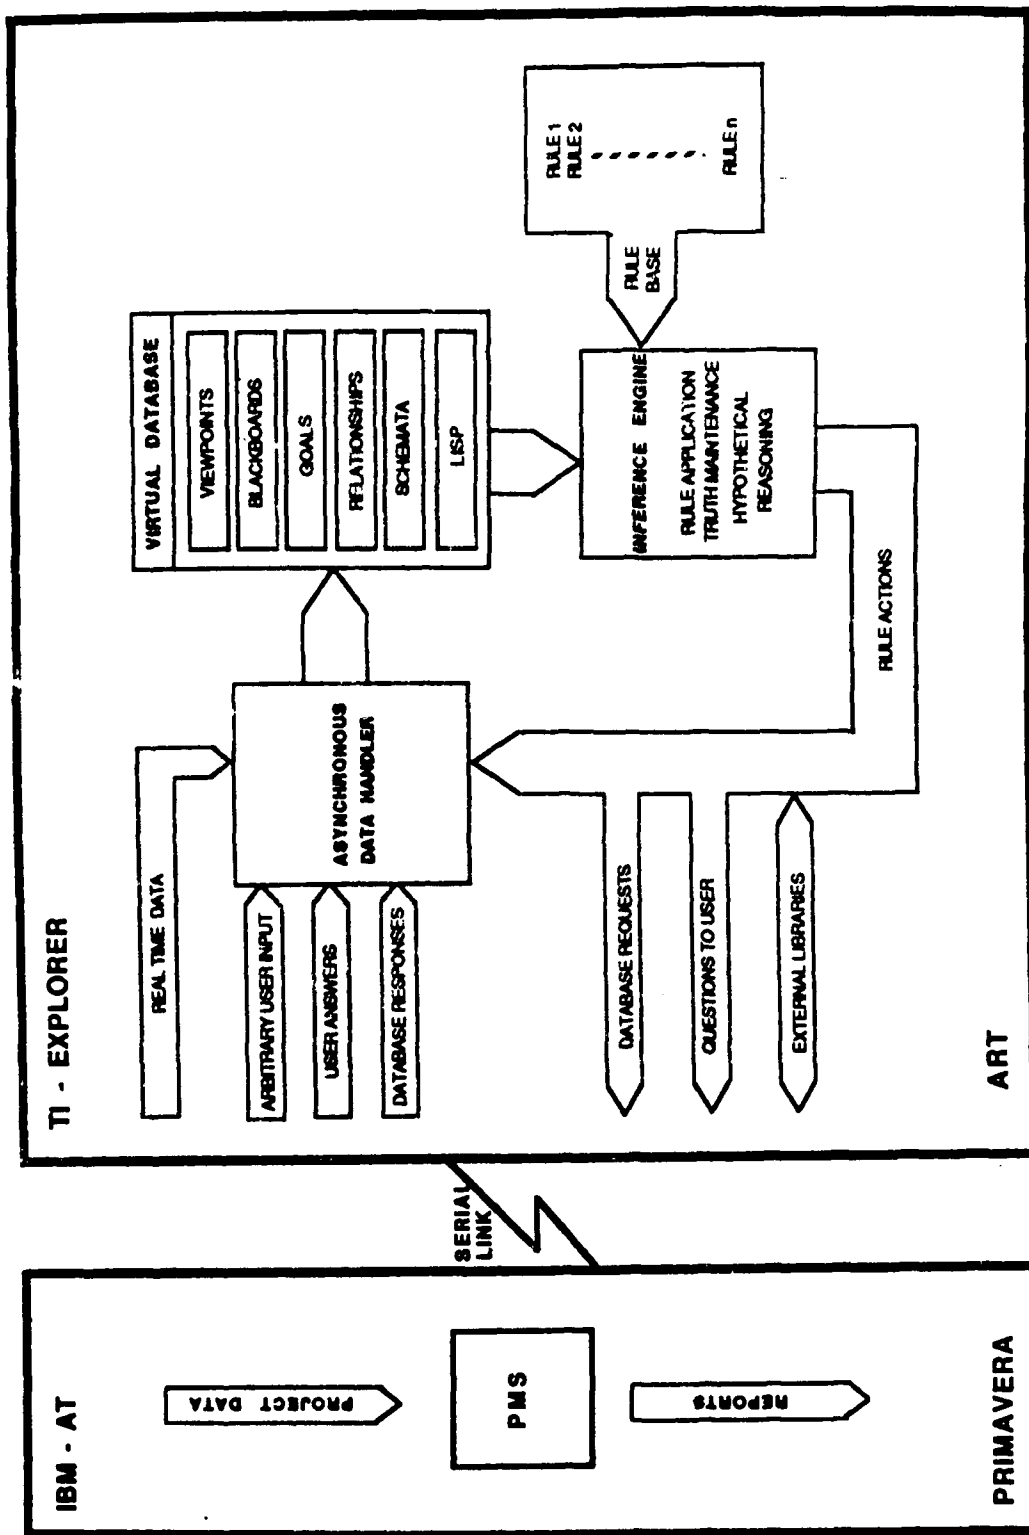 IBM - AT
PROJECT DATA
PMS
REPORTS
PRIMAVERA
SERIAL
LINK
TI - EXPLORER
REAL TIME DATA
ARBITRARY USER INPUT
USER ANSWERS
DATABASE RESPONSES
ASYNCHRONOUS
DATA HANDLER
VIRTUAL DATABASE
VIEWPOINTS
BLACKBOARDS
GOALS
RELATIONSHIPS
SCHEMATA
LISP
RULE 1
RULE 2
RULE n
RULE
BASE
INFERENCE ENGINE
RULE APPLICATION
TRUTH MAINTENANCE
HYPOTHETICAL
REASONING
RULE ACTIONS
DATABASE REQUESTS
QUESTIONS TO USER
EXTERNAL LIBRARIES
ART